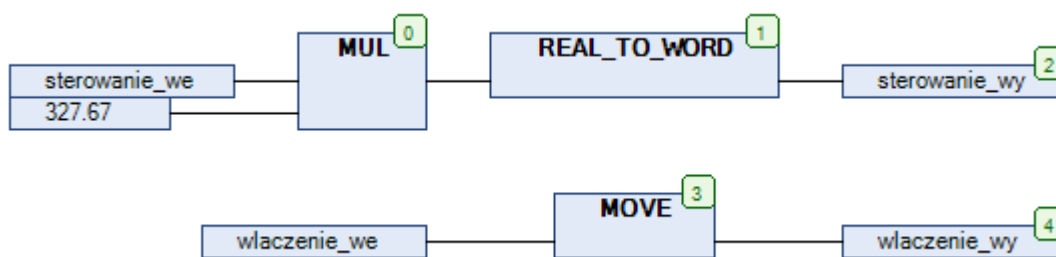 0
MUL
1
REAL_TO_WORD
sterowanie_we
2
sterowanie_wy
327.67
3
MOVE
wlaczenie_we
4
wlaczenie_wy